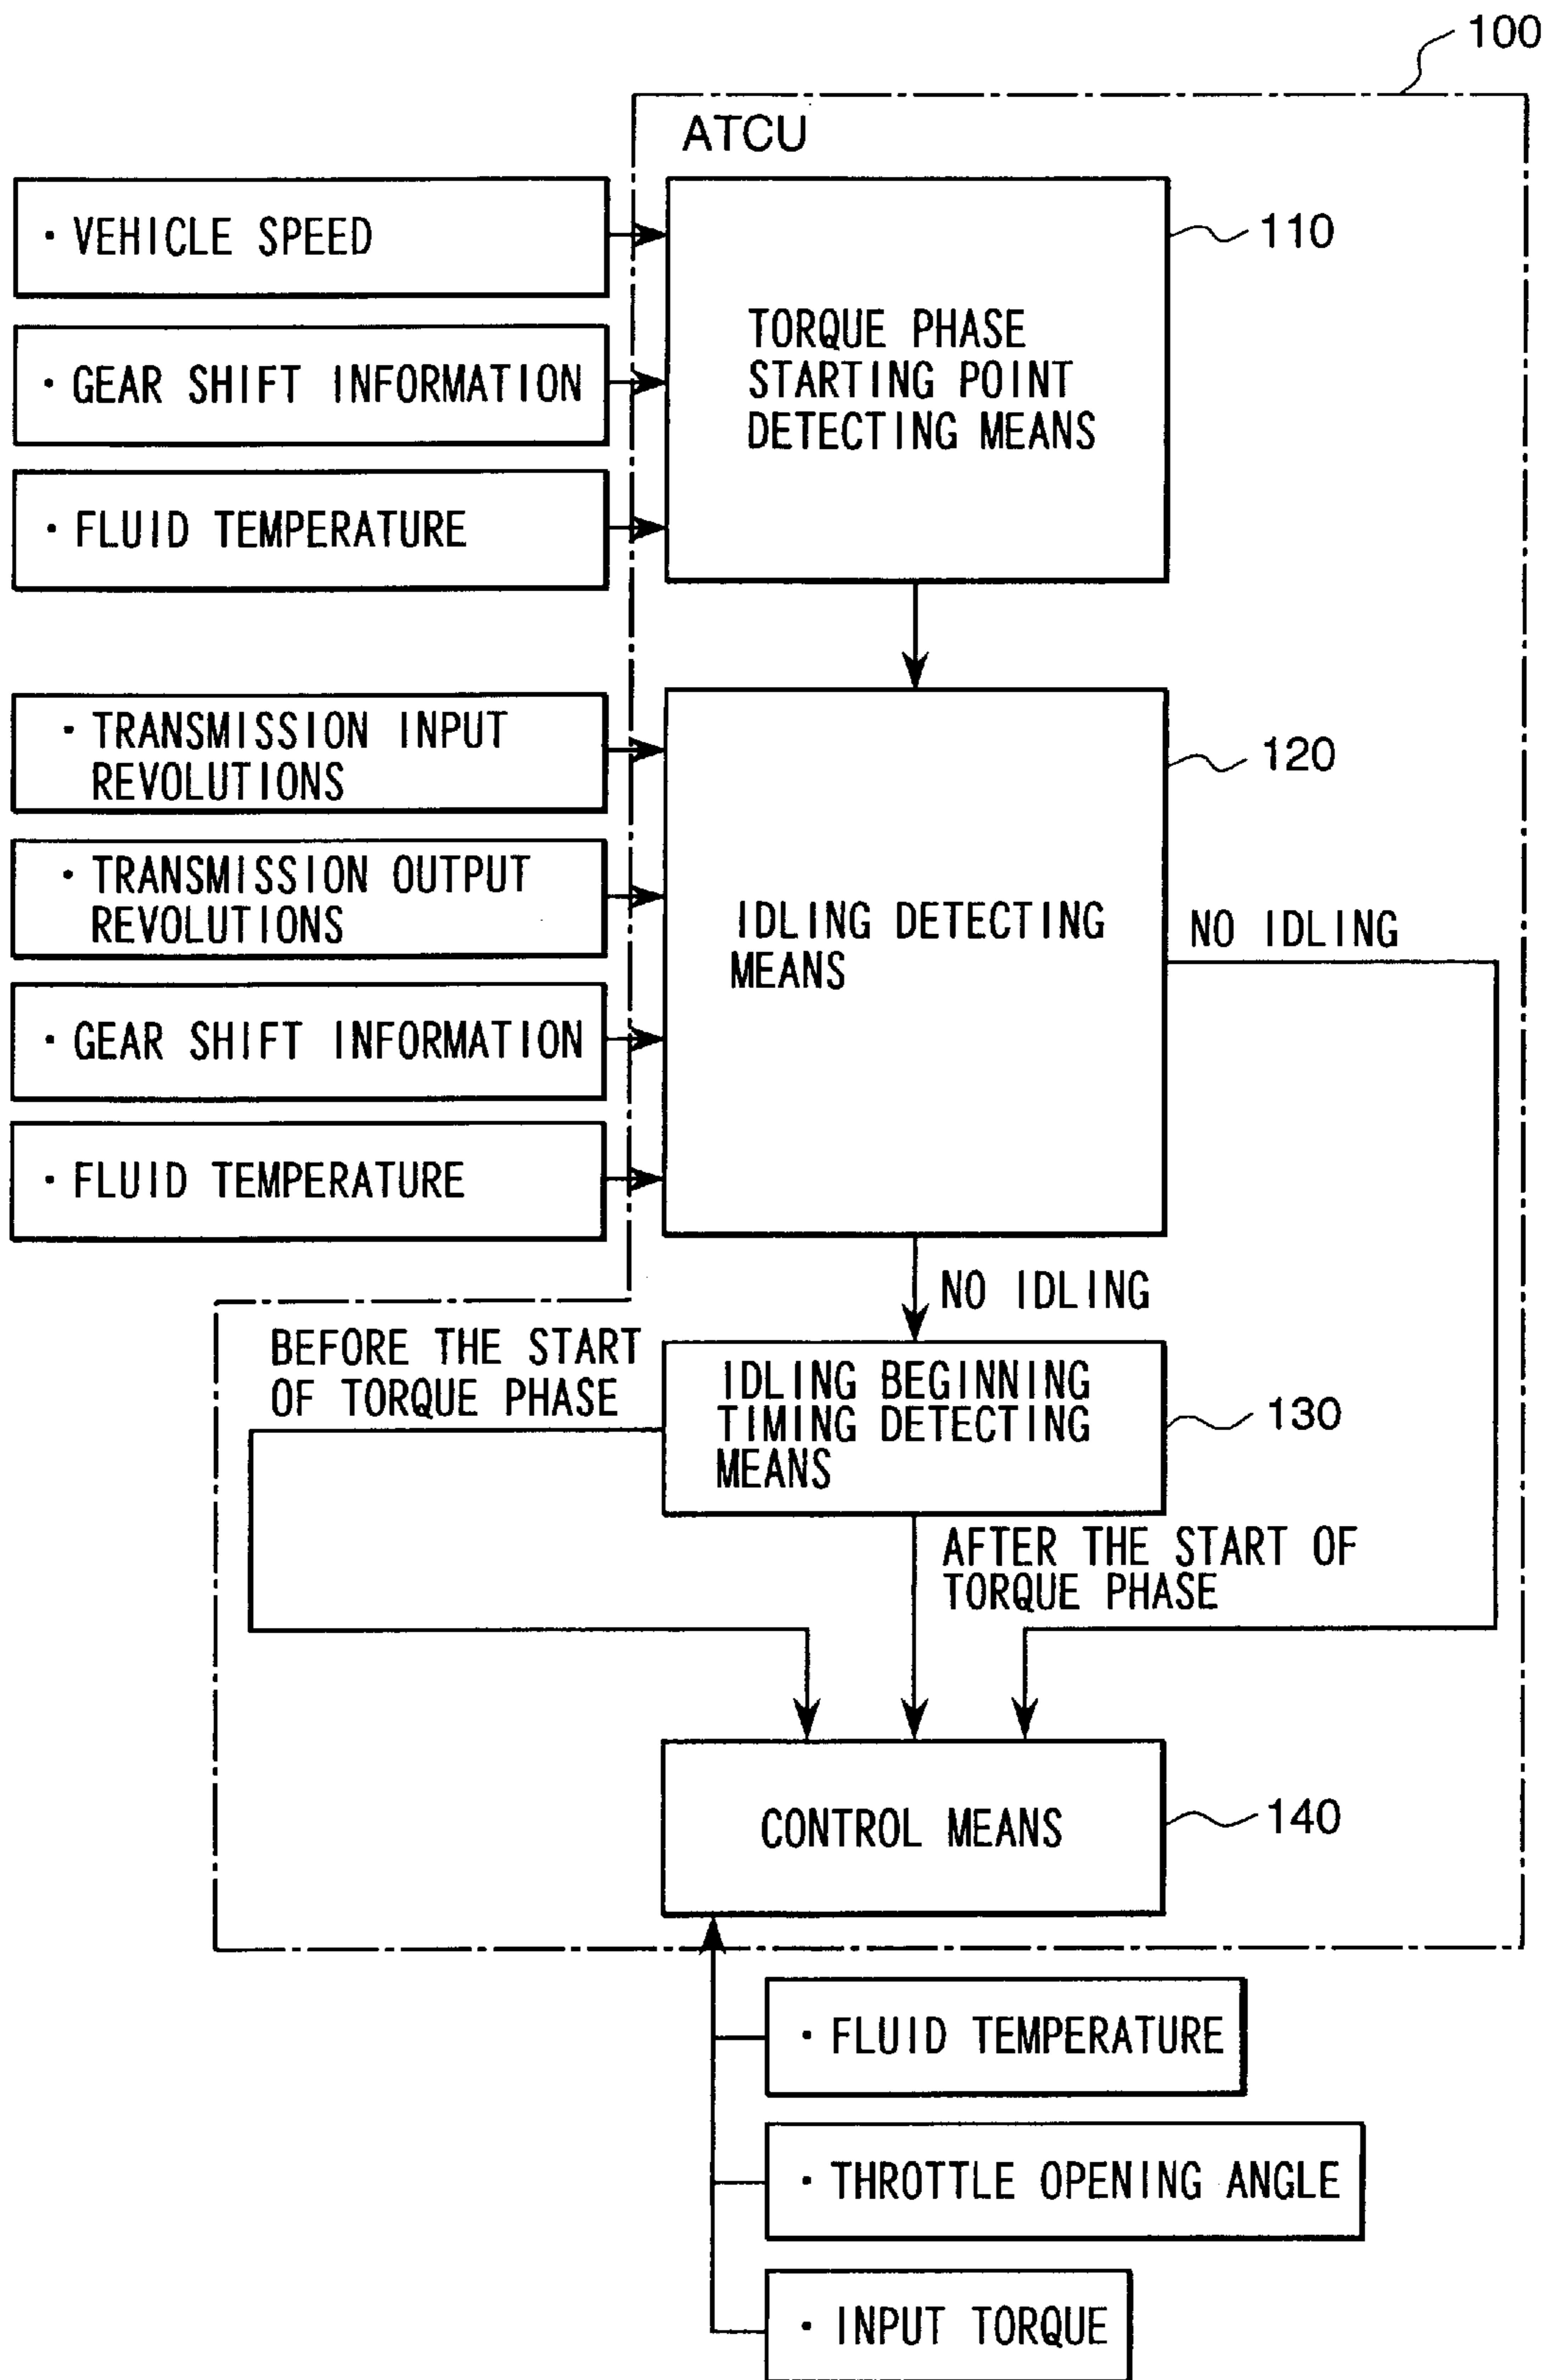 100
ATCU
· VEHICLE SPEED
110
· GEAR SHIFT INFORMATION
TORQUE PHASE
STARTING POINT
DETECTING MEANS
· FLUID TEMPERATURE
· TRANSMISSION INPUT
REVOLUTIONS
120
· TRANSMISSION OUTPUT
REVOLUTIONS
IDLING DETECTING
MEANS
NO IDLING
· GEAR SHIFT INFORMATION
· FLUID TEMPERATURE
NO IDLING
BEFORE THE START
OF TORQUE PHASE
IDLING BEGINNING
TIMING DETECTING
MEANS
130
AFTER THE START OF
TORQUE PHASE
CONTROL MEANS
140
· FLUID TEMPERATURE
· THROTTLE OPENING ANGLE
· INPUT TORQUE